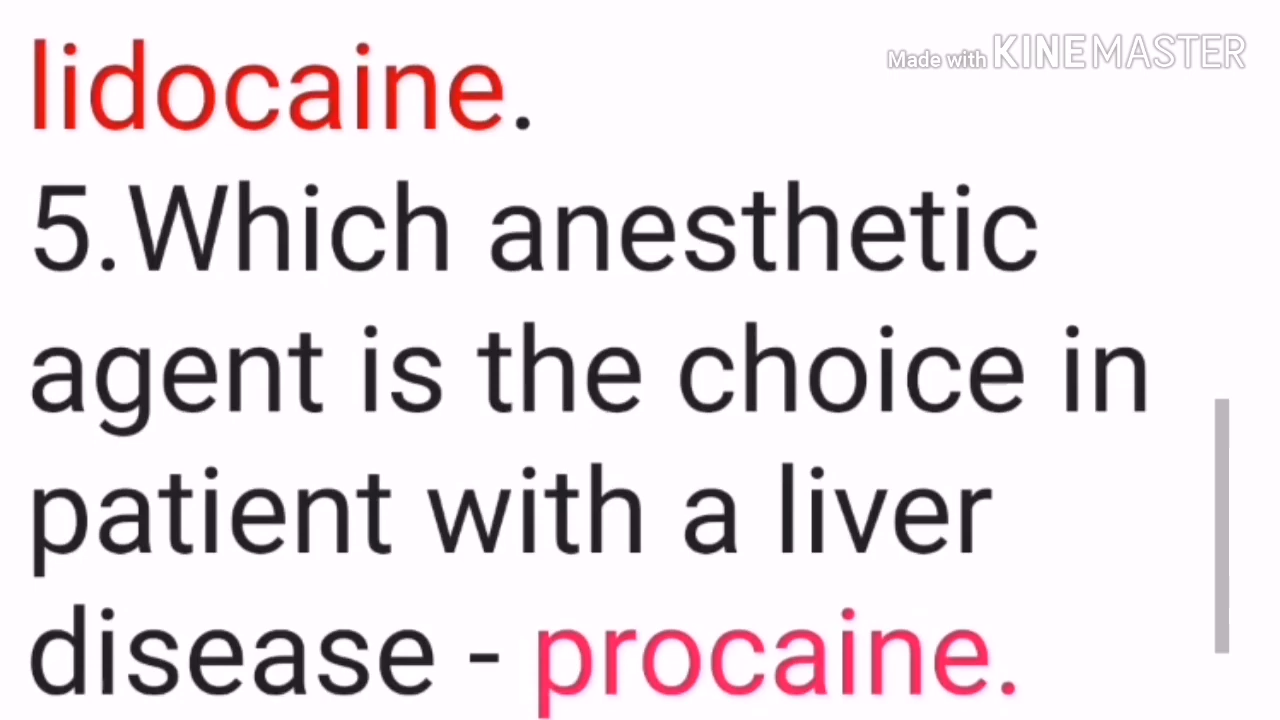 Made with KINEMASTER
lidocaine.
5.Which anesthetic
agent is the choice in
patient with a liver
disease - procaine.